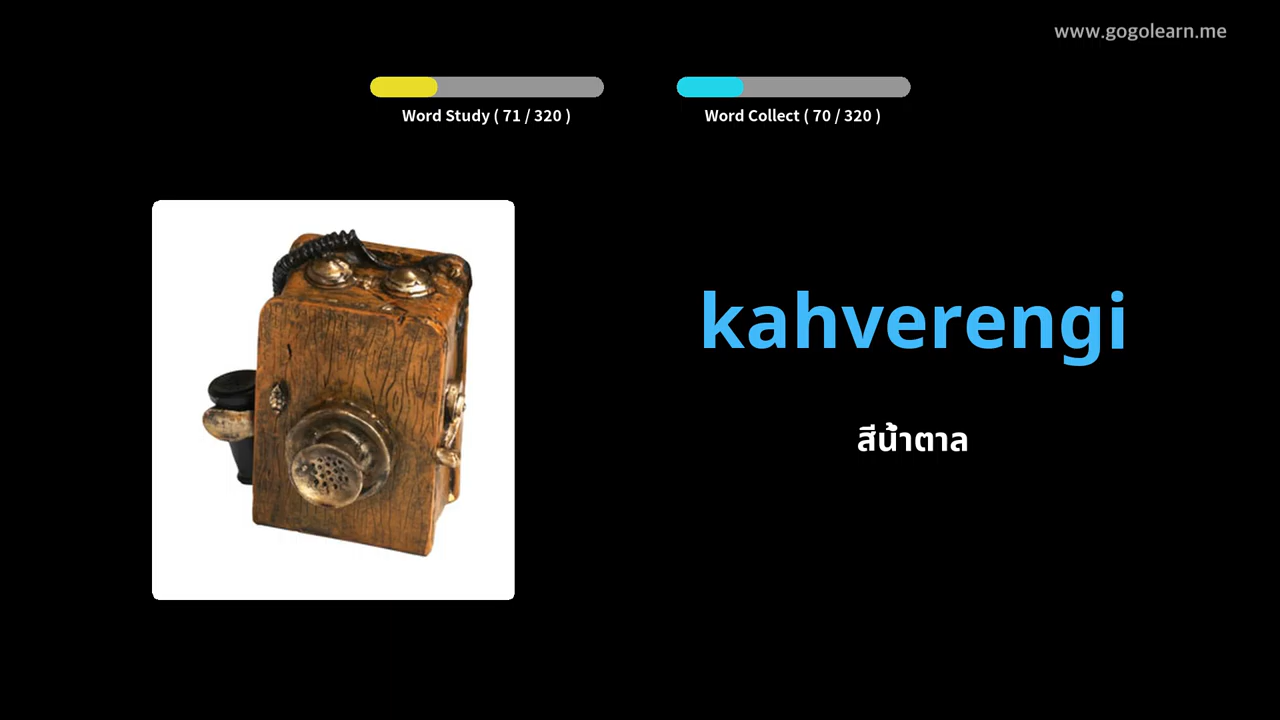 www.gogolearn.me
Word Study ( 71 / 320 )
Word Collect ( 70 / 320 )
kahverengi
สีน้ำตาล